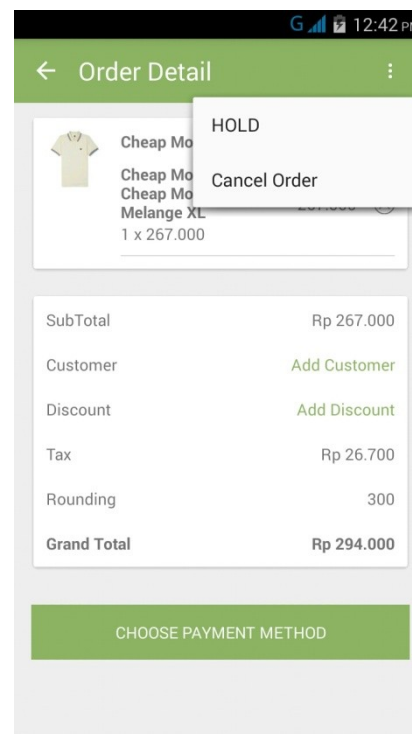 G 12:42 PM
Order Detail
HOLD
Cancel Order
Cheap Mo
Cheap Mo
Cheap Mo
Melange XL
1 x 267.000
SubTotal Rp 267.000
Customer Add Customer
Discount Add Discount
Tax Rp 26.700
Rounding 300
Grand Total Rp 294.000
CHOOSE PAYMENT METHOD